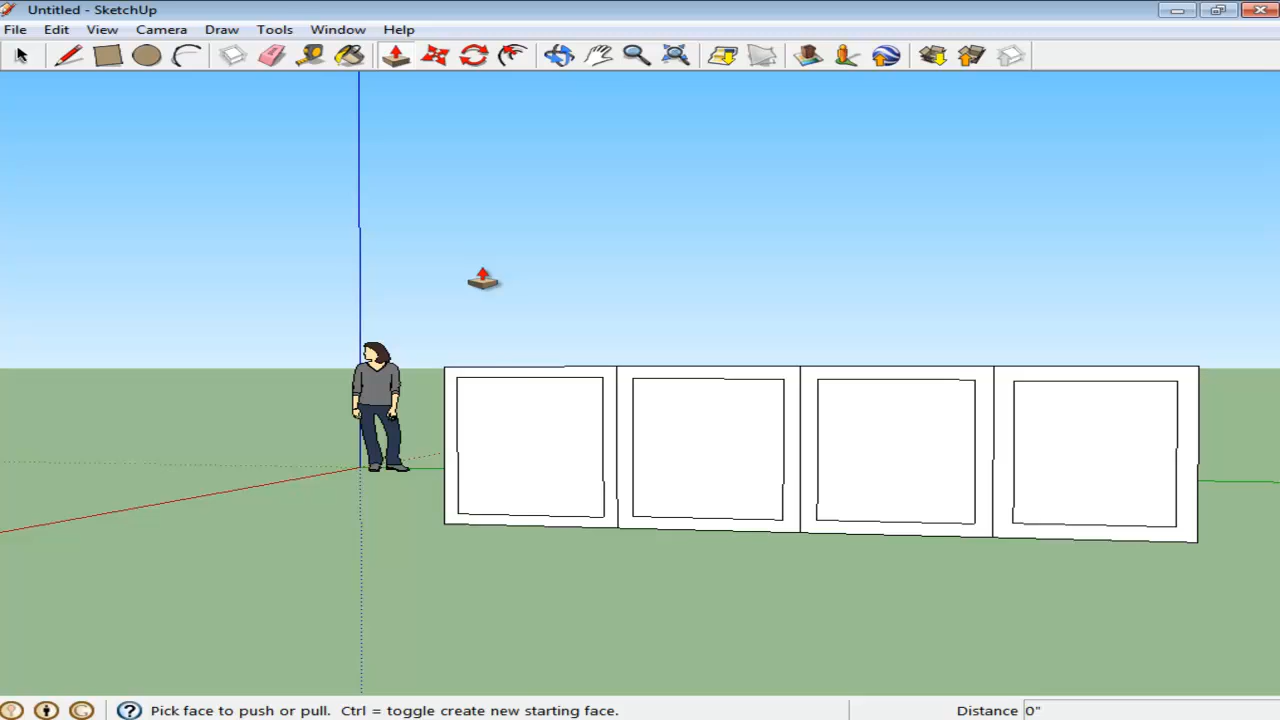 Untitled - SketchUp
File Edit View Camera Draw Tools Window Help
Pick face to push or pull. Ctrl = toggle create new starting face. Distance 0"